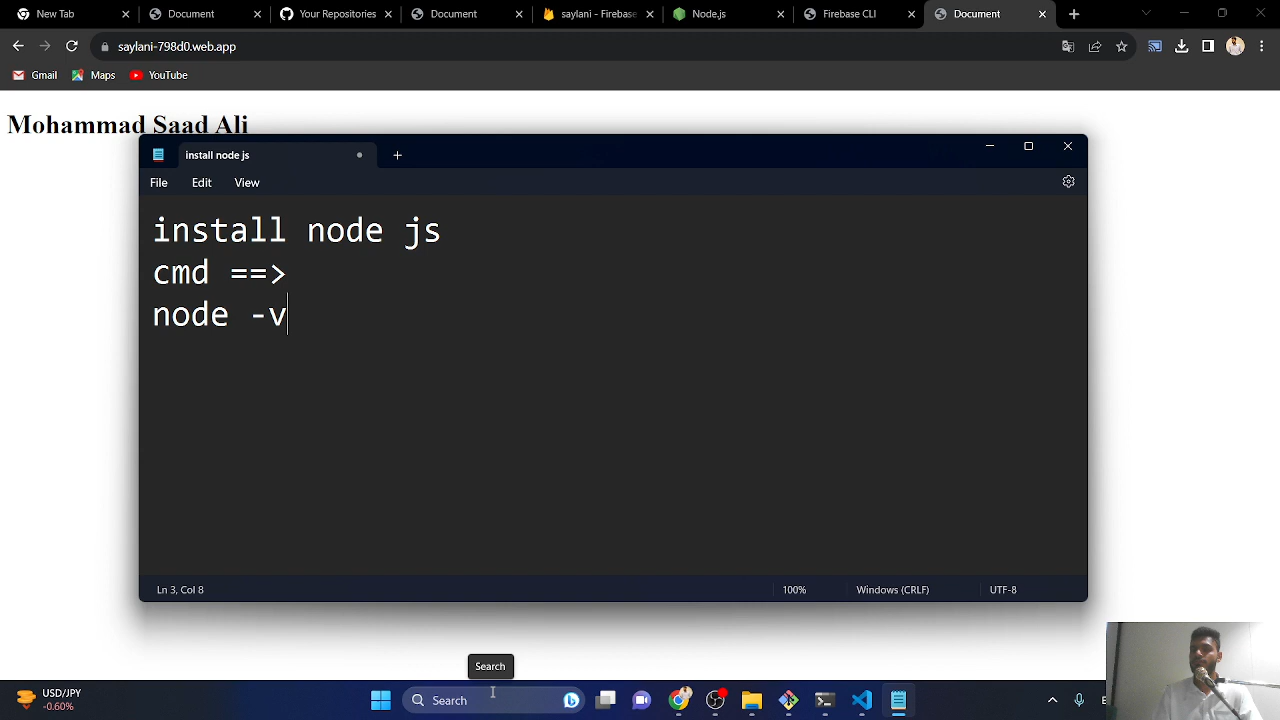 New Tab
Document
Your Repositories
Document
saylani - Firebase
Node.js
Firebase CLI
Document
saylani-798d0.web.app
Gmail
Maps
YouTube
Mohammad Saad Ali
install node js
File Edit View
install node js
cmd ==>
node -v
Ln 3, Col 8
100%
Windows (CRLF)
UTF-8
Search
USD/JPY
-0.60%
Search